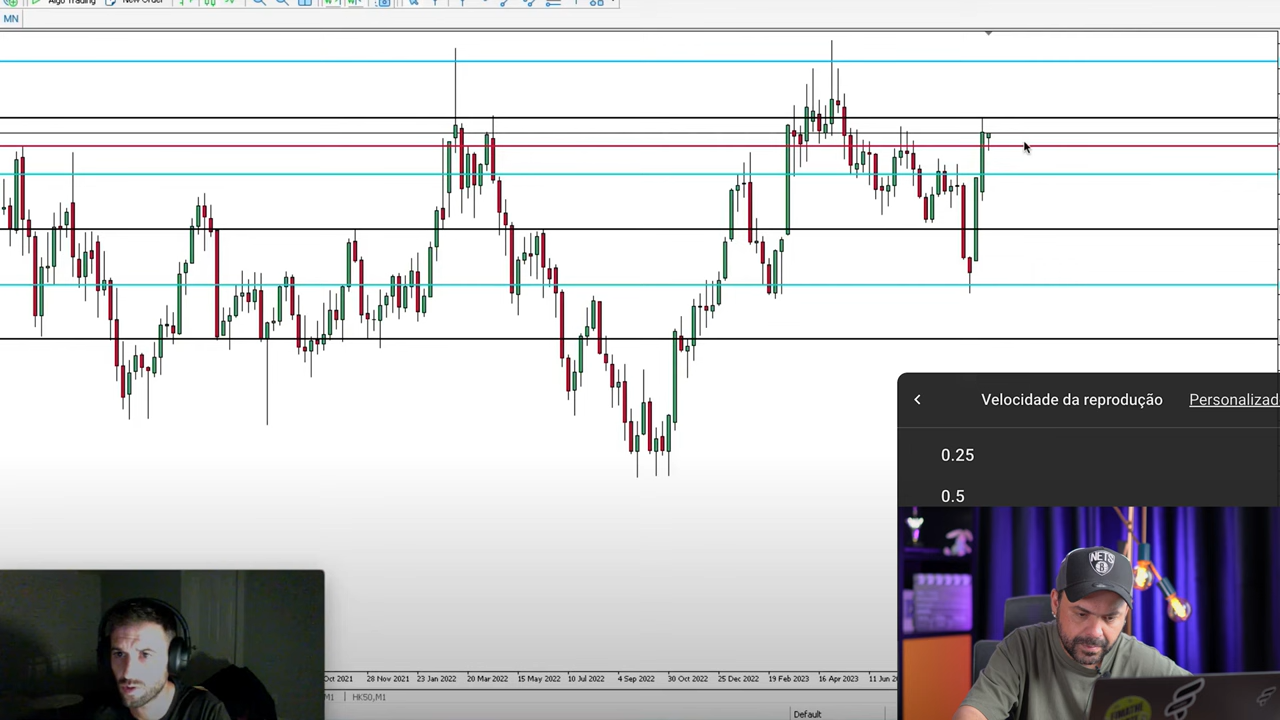 Algo Trading New Order
MN
Velocidade da reprodução Personalizad
0.25
0.5
NETS
Oct 2021 28 Nov 2021 23 Jan 2022 20 Mar 2022 15 May 2022 10 Jul 2022 4 Sep 2022 30 Oct 2022 25 Dec 2022 19 Feb 2023 16 Apr 2023 11 Jun
M1 HK50,M1
Default